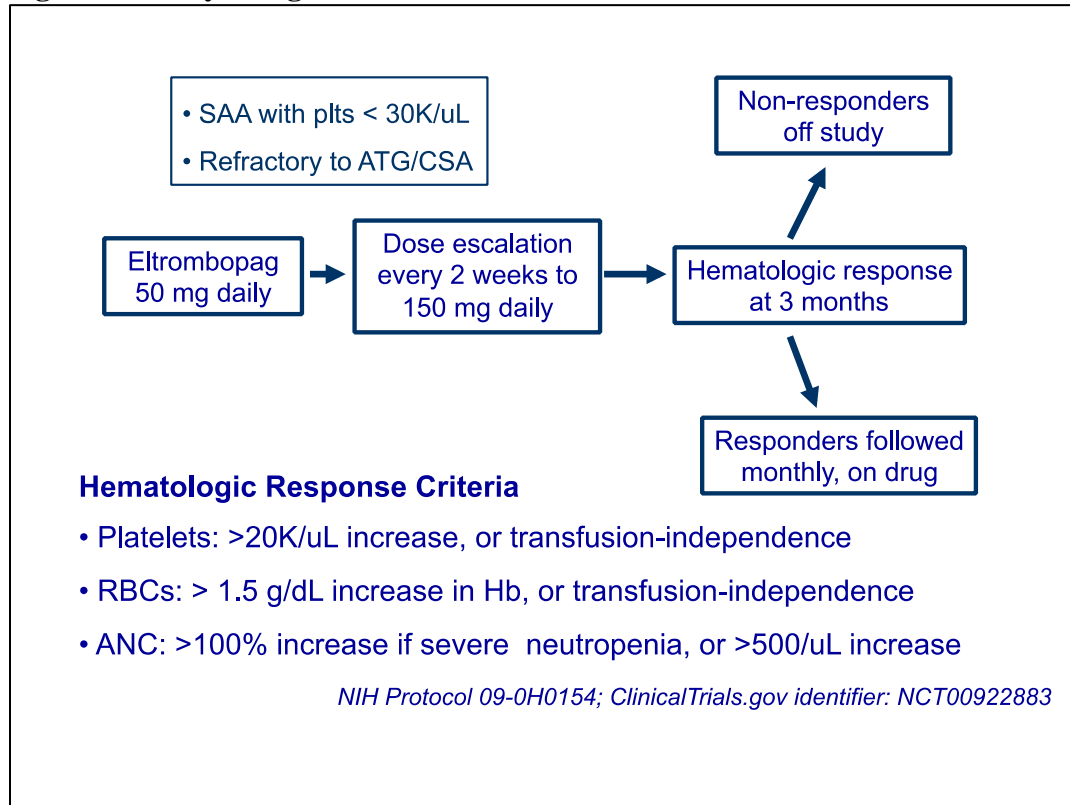 • SAA with plts < 30K/uL
• Refractory to ATG/CSA
Eltrombopag
50 mg daily
Dose escalation
every 2 weeks to
150 mg daily
Hematologic response
at 3 months
Non-responders
off study
Responders followed
monthly, on drug
Hematologic Response Criteria
• Platelets: >20K/uL increase, or transfusion-independence
• RBCs: > 1.5 g/dL increase in Hb, or transfusion-independence
• ANC: >100% increase if severe neutropenia, or >500/uL increase
NIH Protocol 09-0H0154; ClinicalTrials.gov identifier: NCT00922883